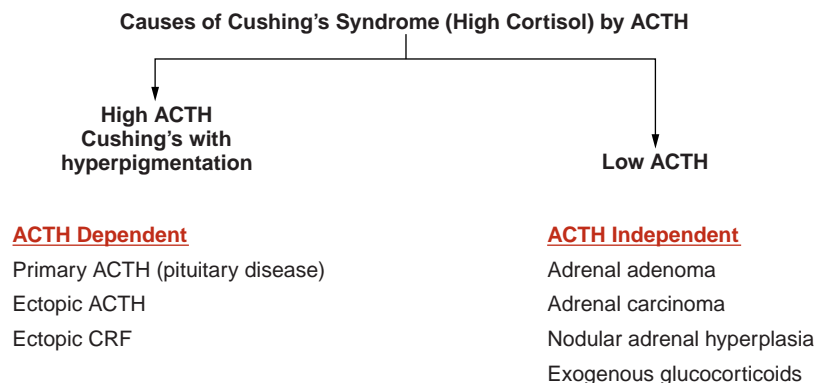 Causes of Cushing's Syndrome (High Cortisol) by ACTH
High ACTH
Cushing's with
hyperpigmentation
Low ACTH
ACTH Dependent
Primary ACTH (pituitary disease)
Ectopic ACTH
Ectopic CRF
ACTH Independent
Adrenal adenoma
Adrenal carcinoma
Nodular adrenal hyperplasia
Exogenous glucocorticoids